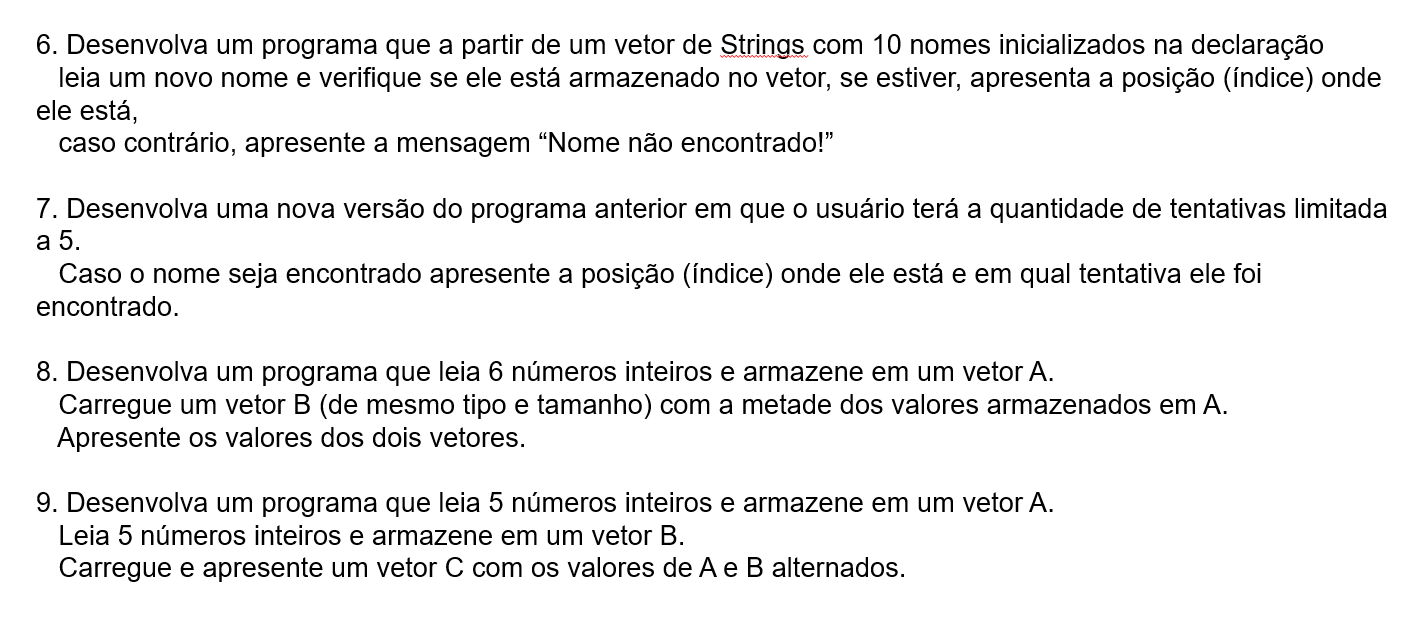 6. Desenvolva um programa que a partir de um vetor de Strings com 10 nomes inicializados na declaração
leia um novo nome e verifique se ele está armazenado no vetor, se estiver, apresenta a posição (índice) onde
ele está,
caso contrário, apresente a mensagem “Nome não encontrado!”
7. Desenvolva uma nova versão do programa anterior em que o usuário terá a quantidade de tentativas limitada
a 5.
Caso o nome seja encontrado apresente a posição (índice) onde ele está e em qual tentativa ele foi
encontrado.
8. Desenvolva um programa que leia 6 números inteiros e armazene em um vetor A.
Carregue um vetor B (de mesmo tipo e tamanho) com a metade dos valores armazenados em A.
Apresente os valores dos dois vetores.
9. Desenvolva um programa que leia 5 números inteiros e armazene em um vetor A.
Leia 5 números inteiros e armazene em um vetor B.
Carregue e apresente um vetor C com os valores de A e B alternados.